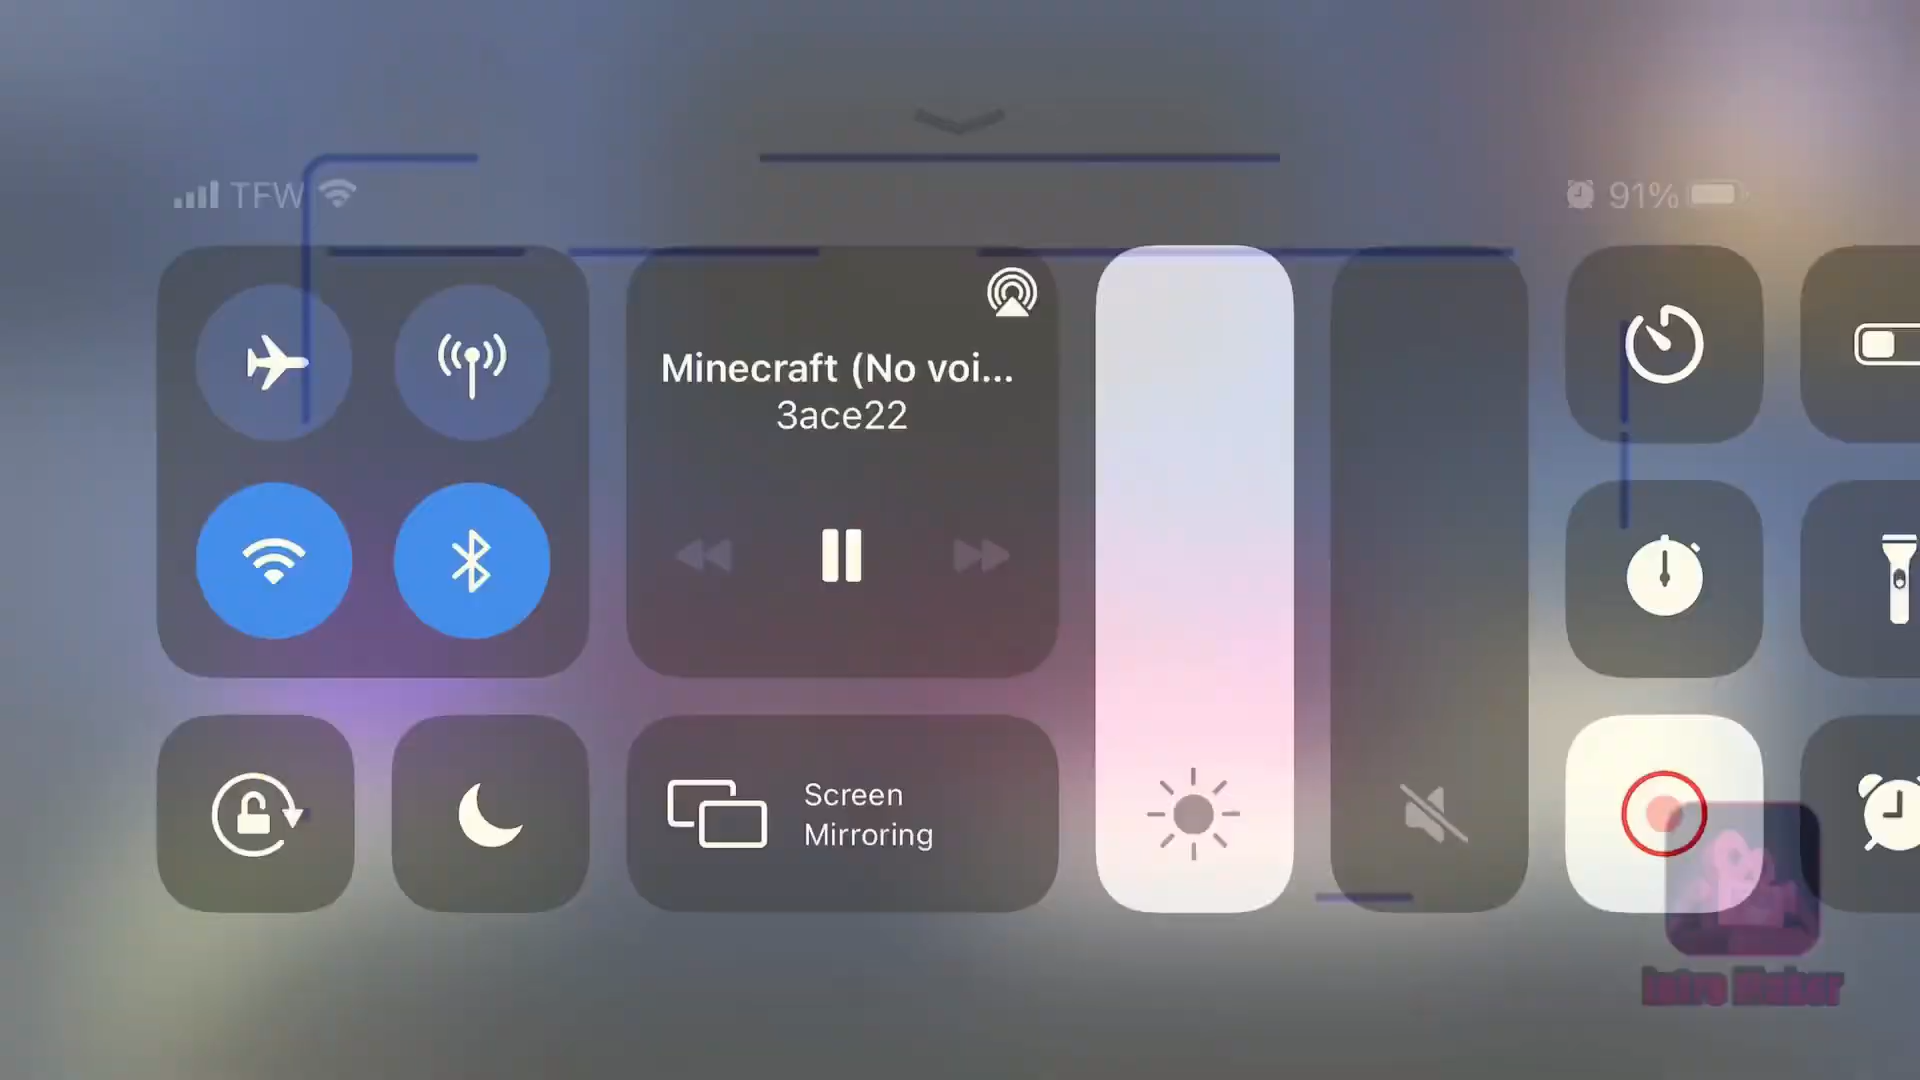 TFW
91%
Minecraft (No voi...
3ace22
Screen
Mirroring
Intro Maker